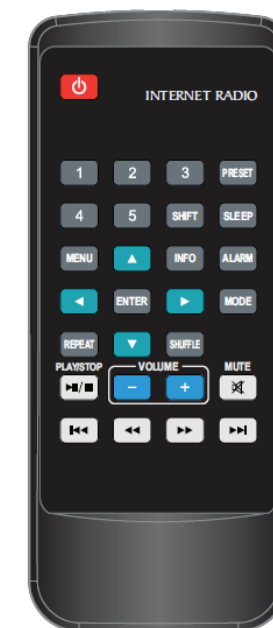 INTERNET RADIO
1 2 3 PRESET
4 5 SHIFT SLEEP
MENU INFO ALARM
ENTER MODE
REPEAT SHUFFLE
PLAY/STOP VOLUME MUTE
− +